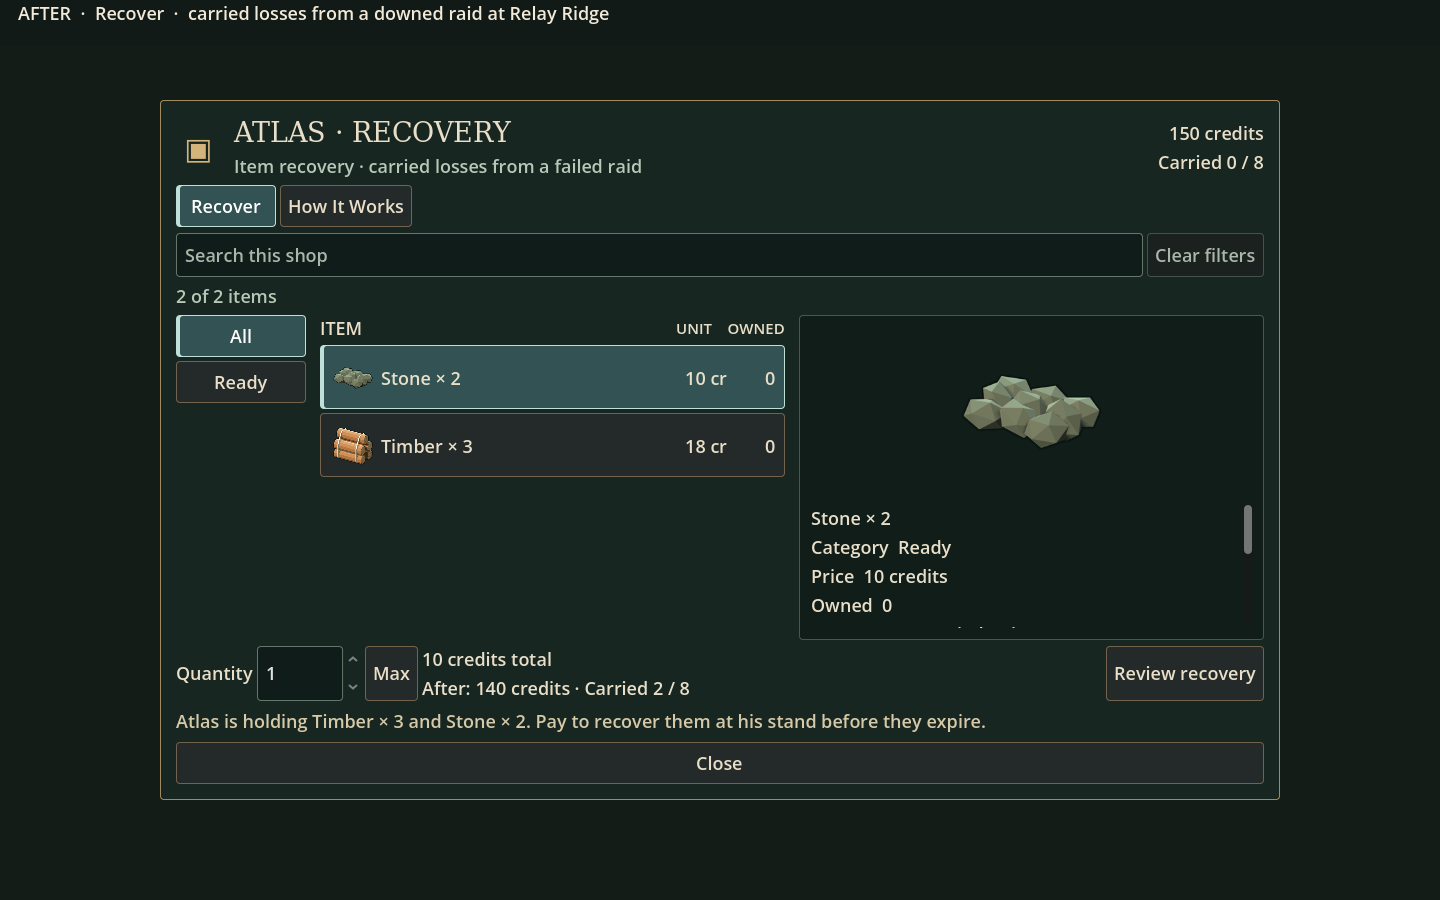 AFTER · Recover · carried losses from a downed raid at Relay Ridge
ATLAS · RECOVERY
Item recovery · carried losses from a failed raid
150 credits
Carried 0 / 8
Recover
How It Works
Search this shop
Clear filters
2 of 2 items
All
Ready
ITEM UNIT OWNED
Stone × 2 10 cr 0
Timber × 3 18 cr 0
Stone × 2
Category Ready
Price 10 credits
Owned 0
Quantity 1 Max
10 credits total
After: 140 credits · Carried 2 / 8
Review recovery
Atlas is holding Timber × 3 and Stone × 2. Pay to recover them at his stand before they expire.
Close